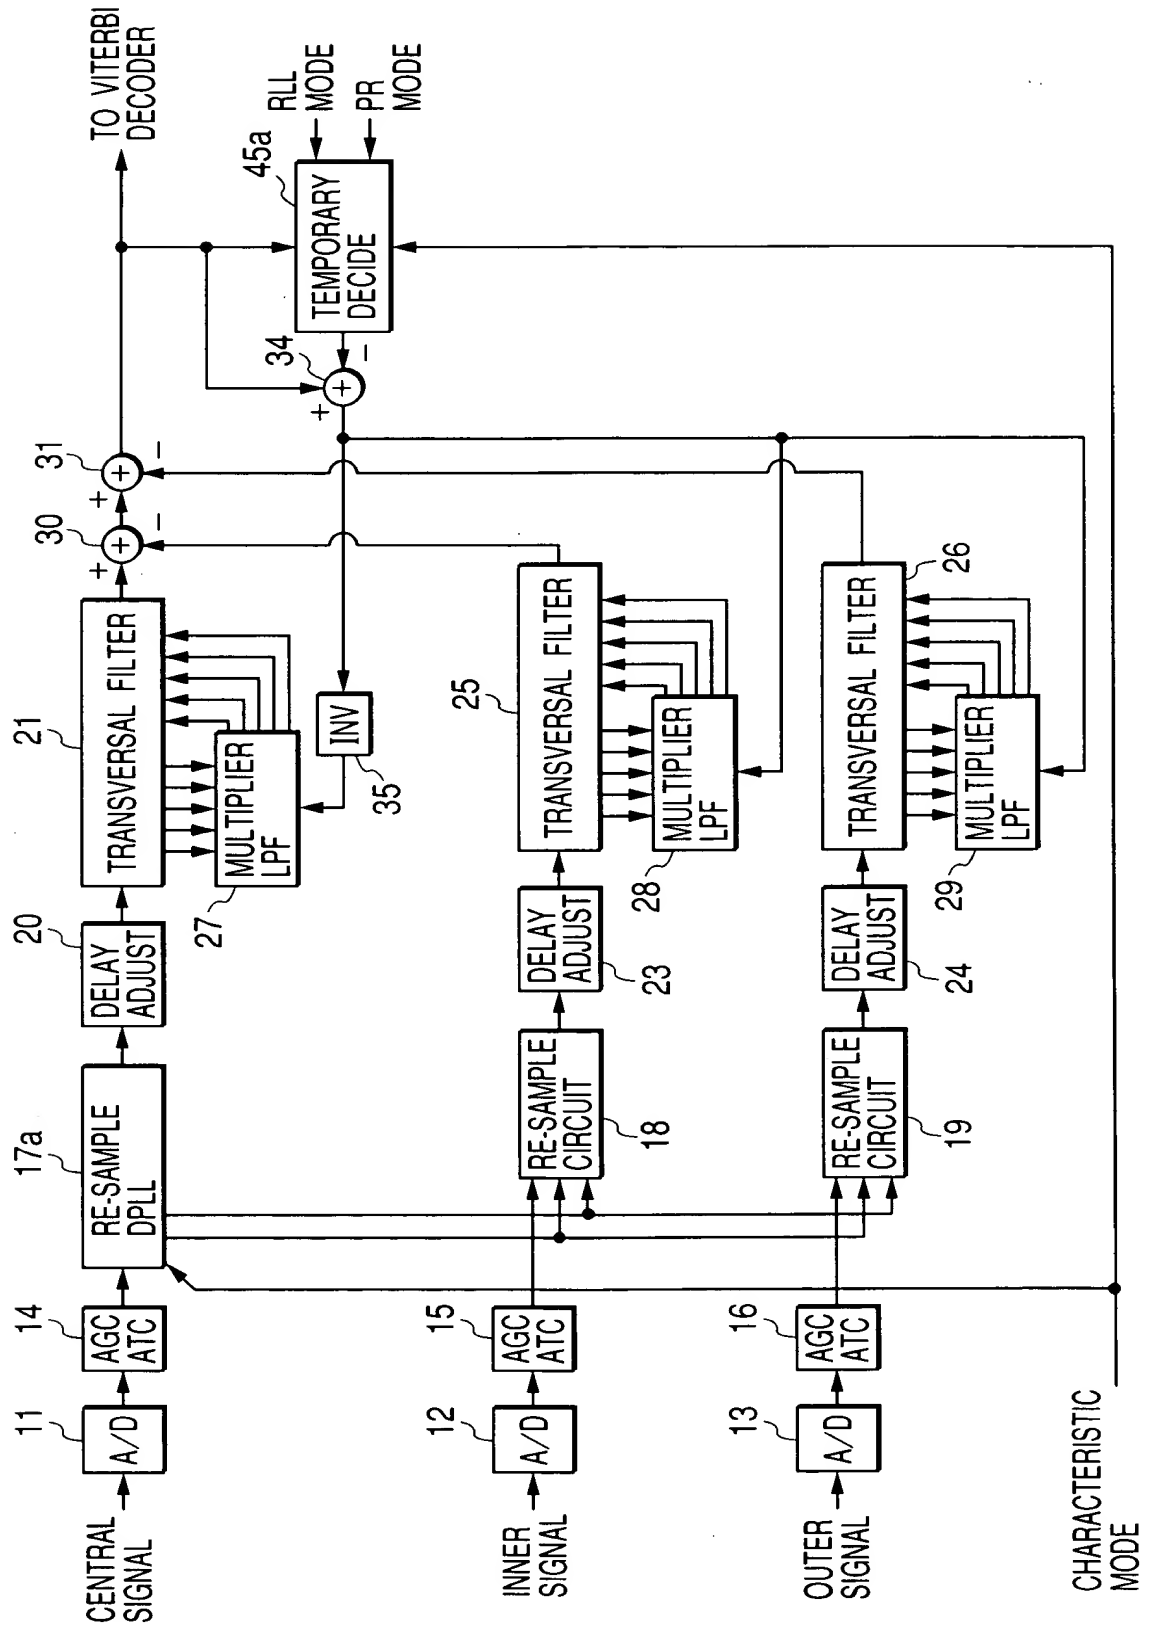 CENTRAL
SIGNAL
11
A/D
14
AGC
ATC
17a
RE-SAMPLE
DPLL
20
DELAY
ADJUST
21
TRANSVERSAL FILTER
27
MULTIPLIER
LPF
30
+
+
−
31
+
+
−
TO VITERBI
DECODER
INV
35
34
+
+
−
45a
TEMPORARY
DECIDE
RLL
MODE
PR
MODE
INNER
SIGNAL
12
A/D
15
AGC
ATC
RE-SAMPLE
CIRCUIT
18
DELAY
ADJUST
23
25
TRANSVERSAL FILTER
28
MULTIPLIER
LPF
OUTER
SIGNAL
13
A/D
16
AGC
ATC
RE-SAMPLE
CIRCUIT
19
DELAY
ADJUST
24
26
TRANSVERSAL FILTER
29
MULTIPLIER
LPF
CHARACTERISTIC
MODE